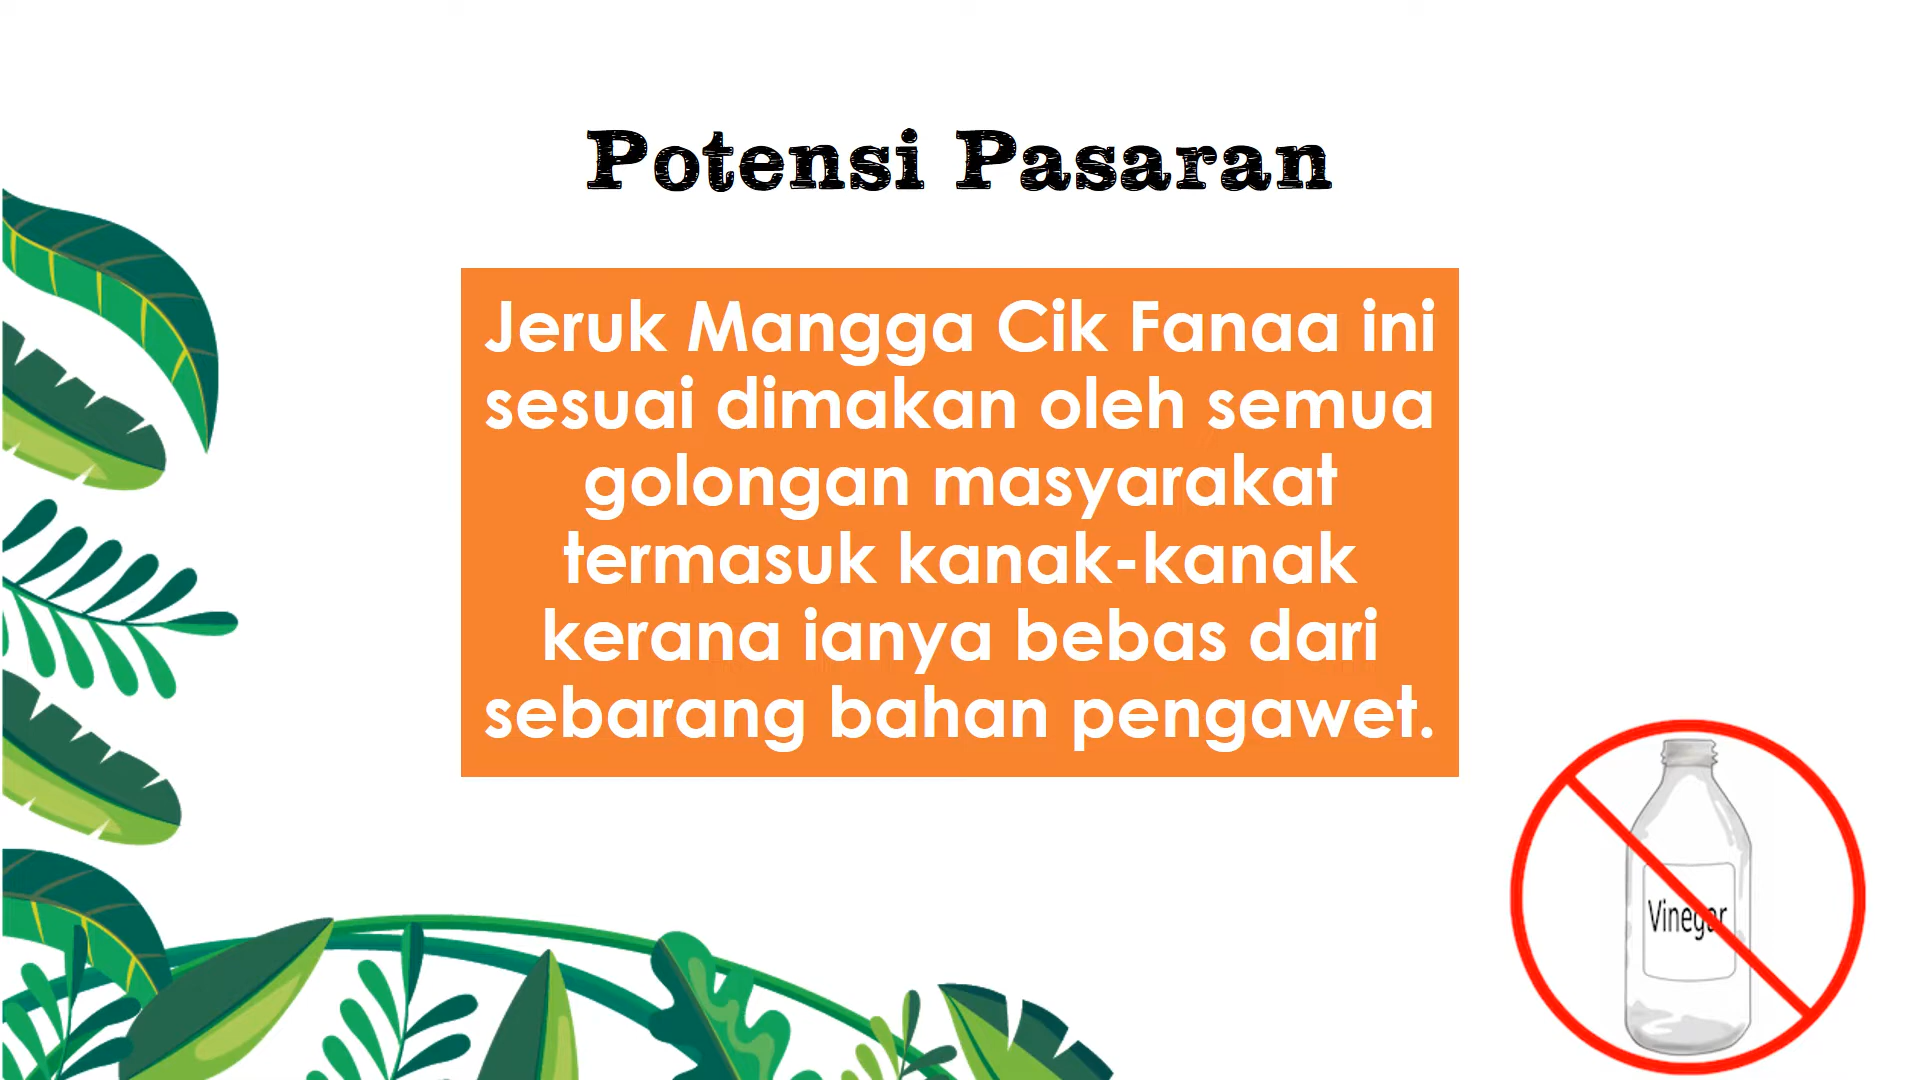 Potensi Pasaran
Jeruk Mangga Cik Fanaa ini
sesuai dimakan oleh semua
golongan masyarakat
termasuk kanak-kanak
kerana ianya bebas dari
sebarang bahan pengawet.
Vinegar